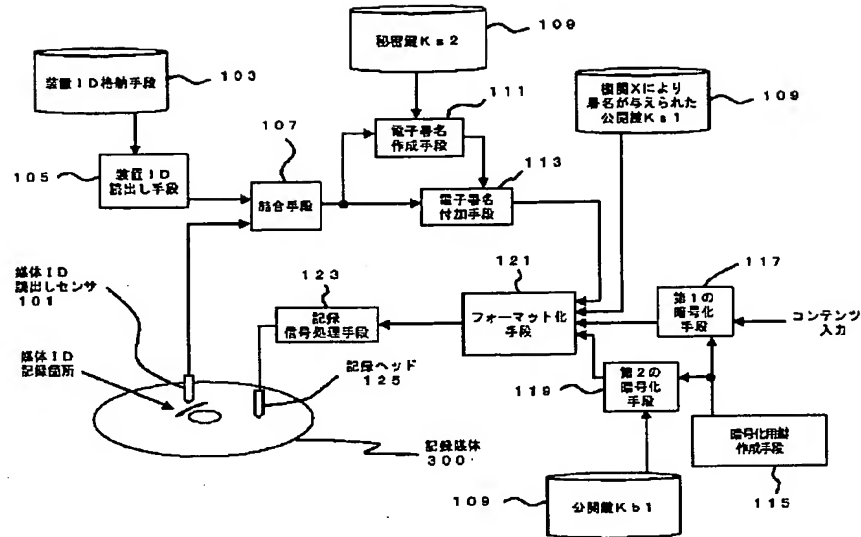 109
秘密鍵Ks2
103
装置ID格納手段
111
電子署名
作成手段
機関Xにより
署名が与えられた
公開鍵Ks1
109
107
105
装置ID
読出し手段
結合手段
113
電子署名
付加手段
媒体ID
読出しセンサ
101
123
記録
信号処理手段
121
フォーマット化
手段
117
第1の
暗号化
手段
コンテンツ
入力
媒体ID
記録箇所
記録ヘッド
125
119
第2の
暗号化
手段
記録媒体
300
暗号化用鍵
作成手段
115
109
公開鍵Kb1